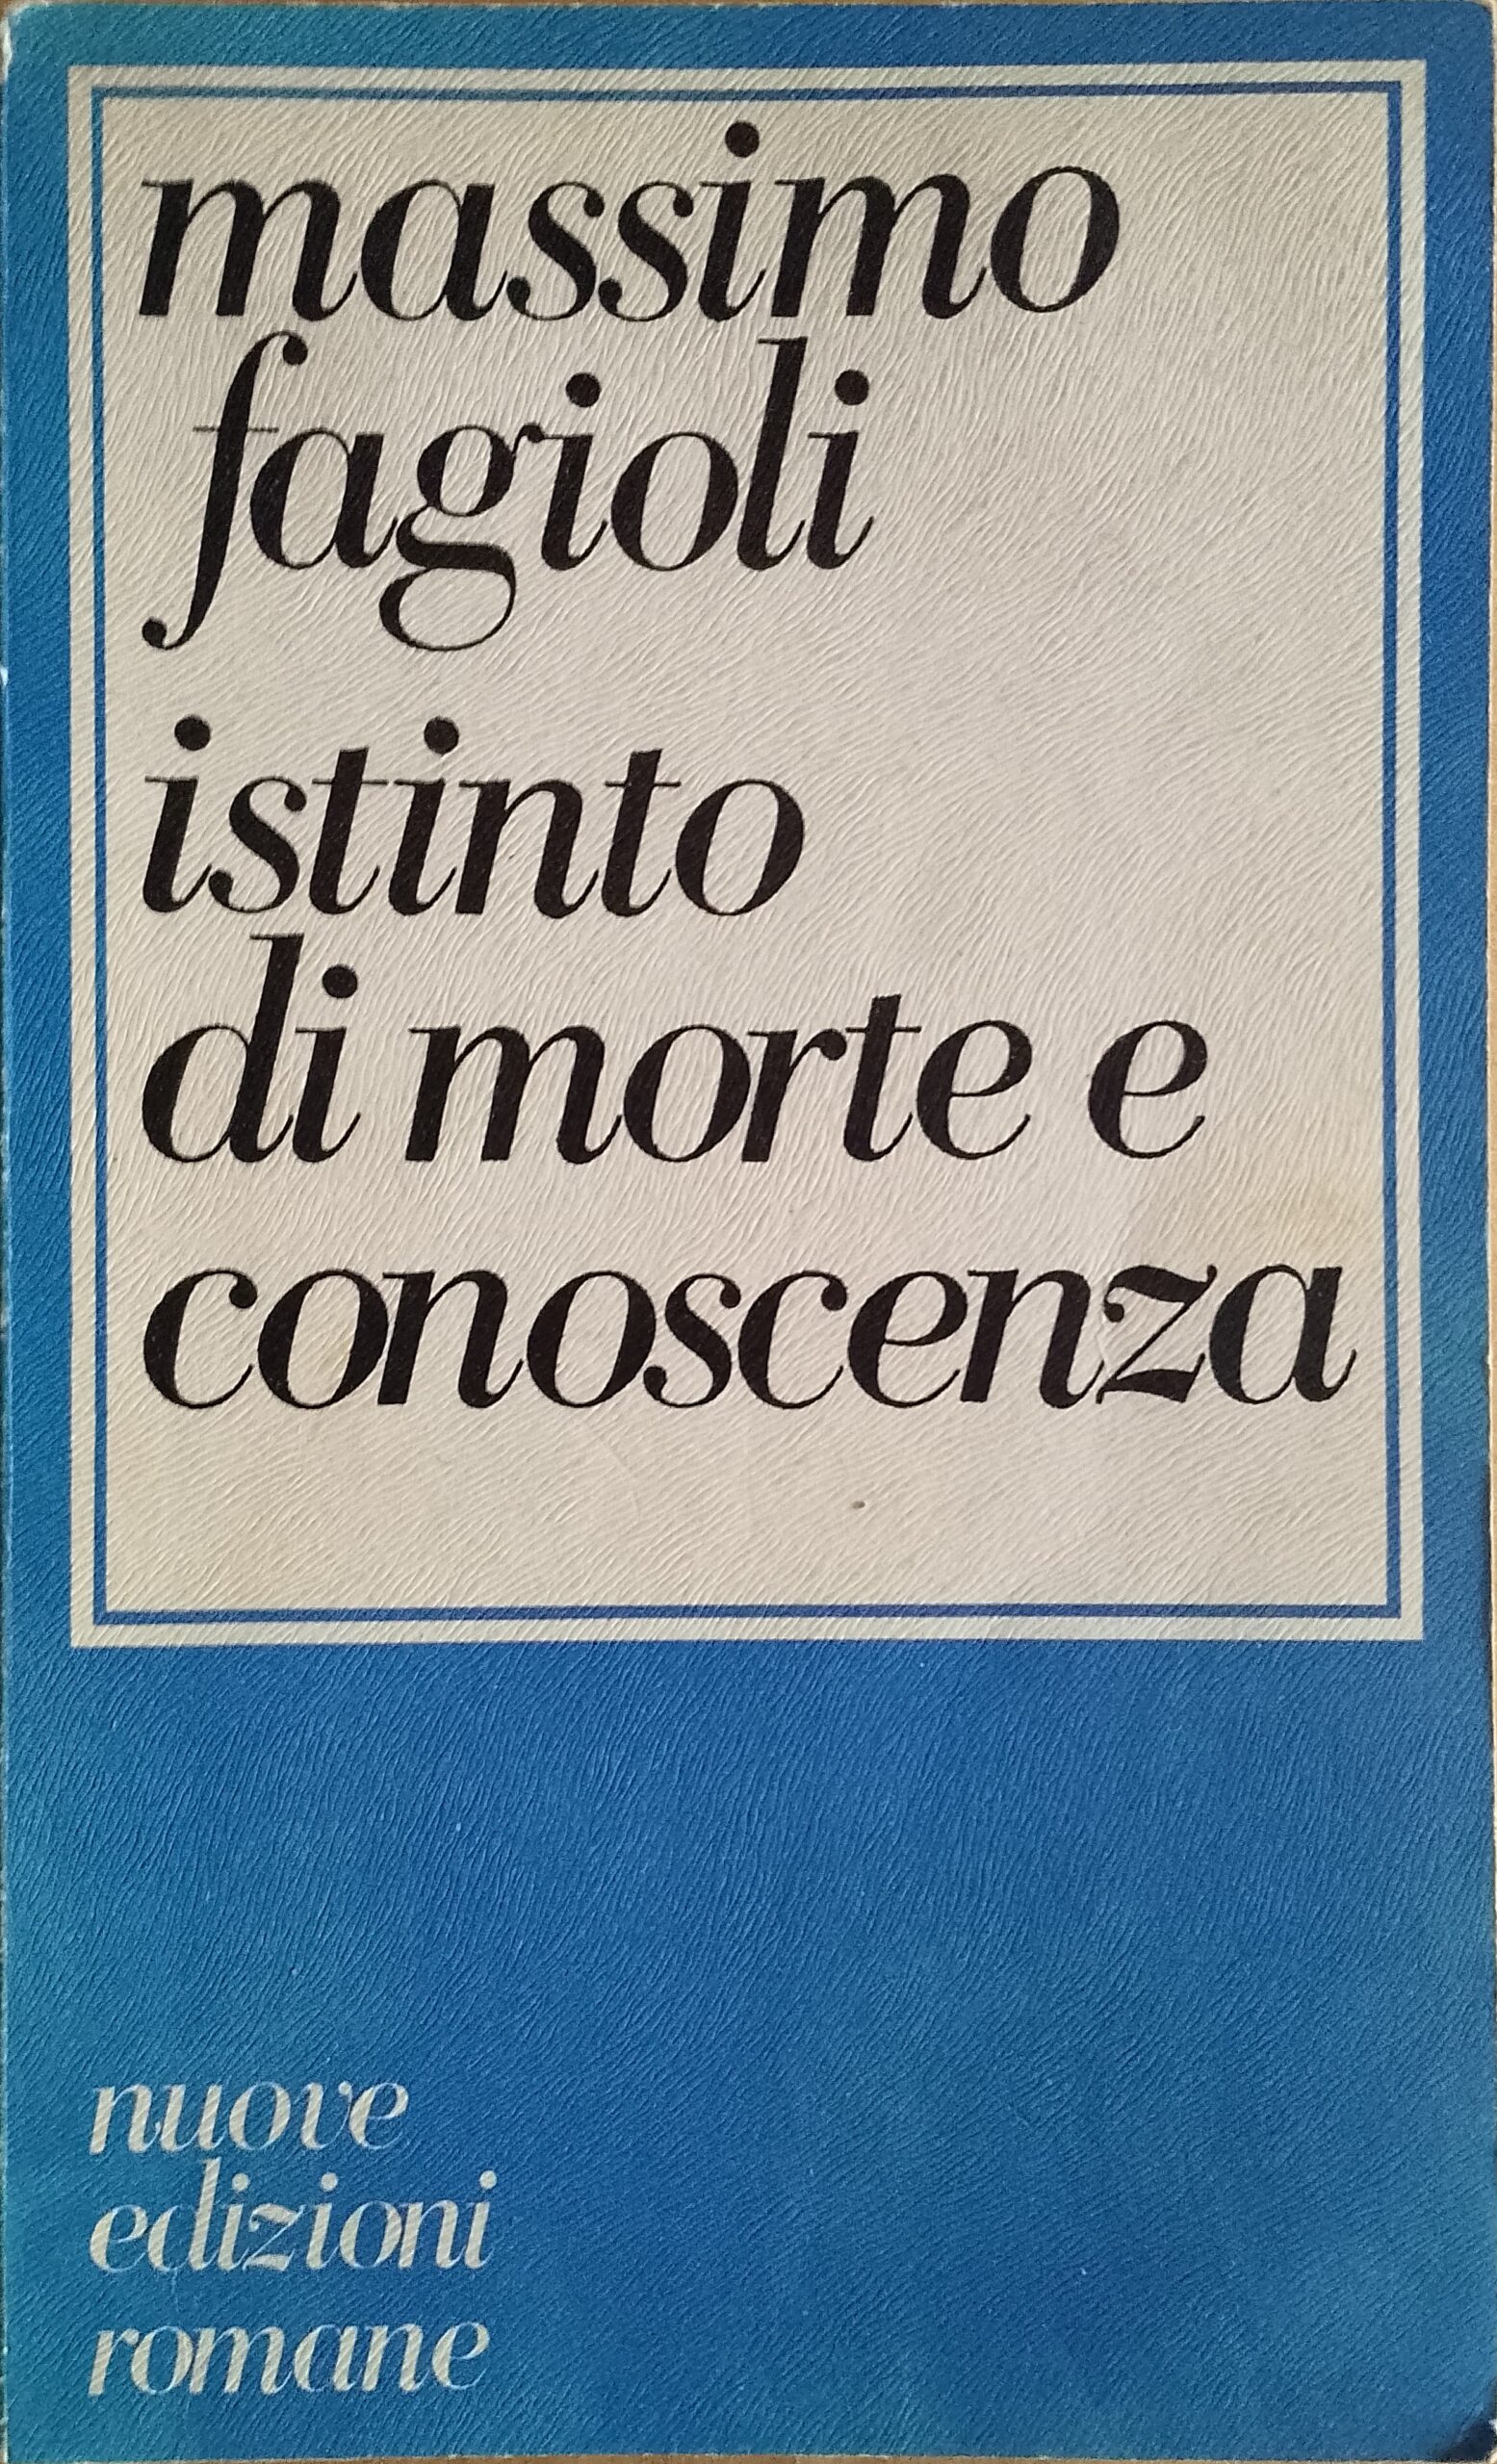 massimo
fagioli
istinto
di morte e
conoscenza
nuove
edizioni
romane